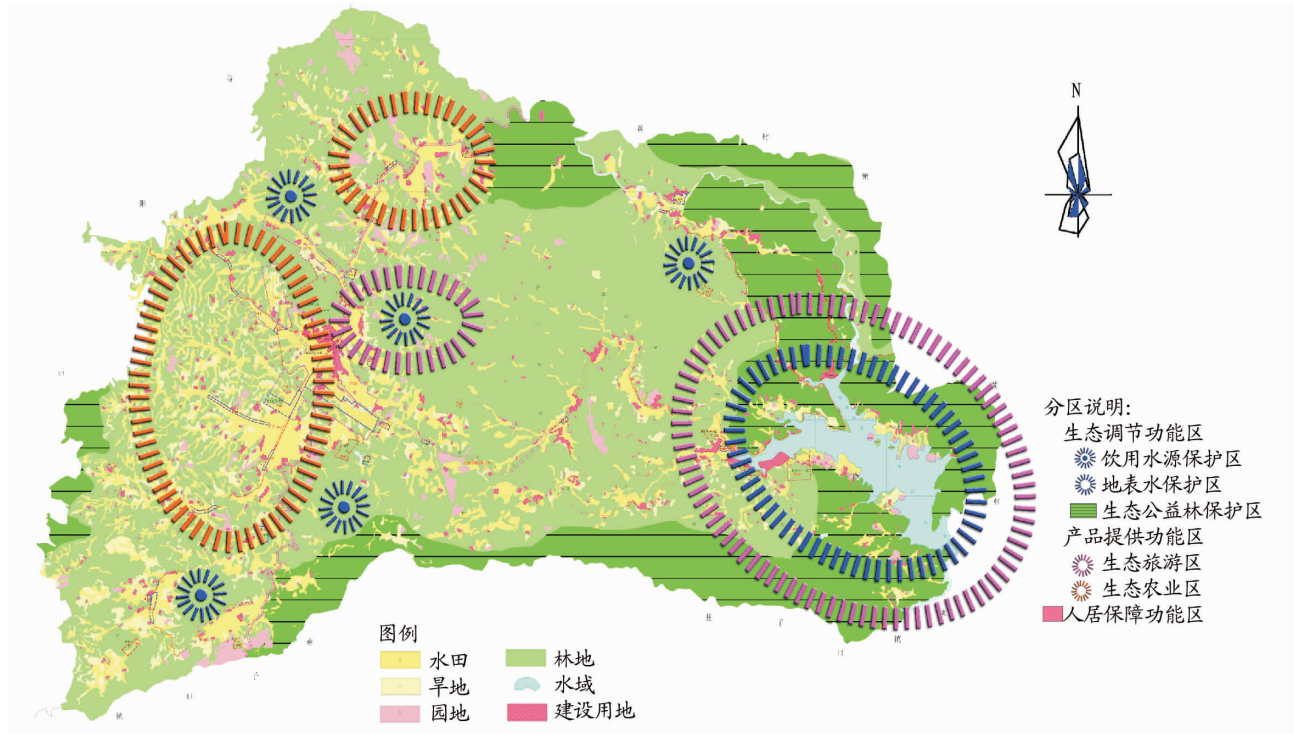 N
分区说明:
生态调节功能区
饮用水源保护区
地表水保护区
生态公益林保护区
产品提供功能区
生态旅游区
生态农业区
人居保障功能区
图例
水田
林地
旱地
水域
园地
建设用地